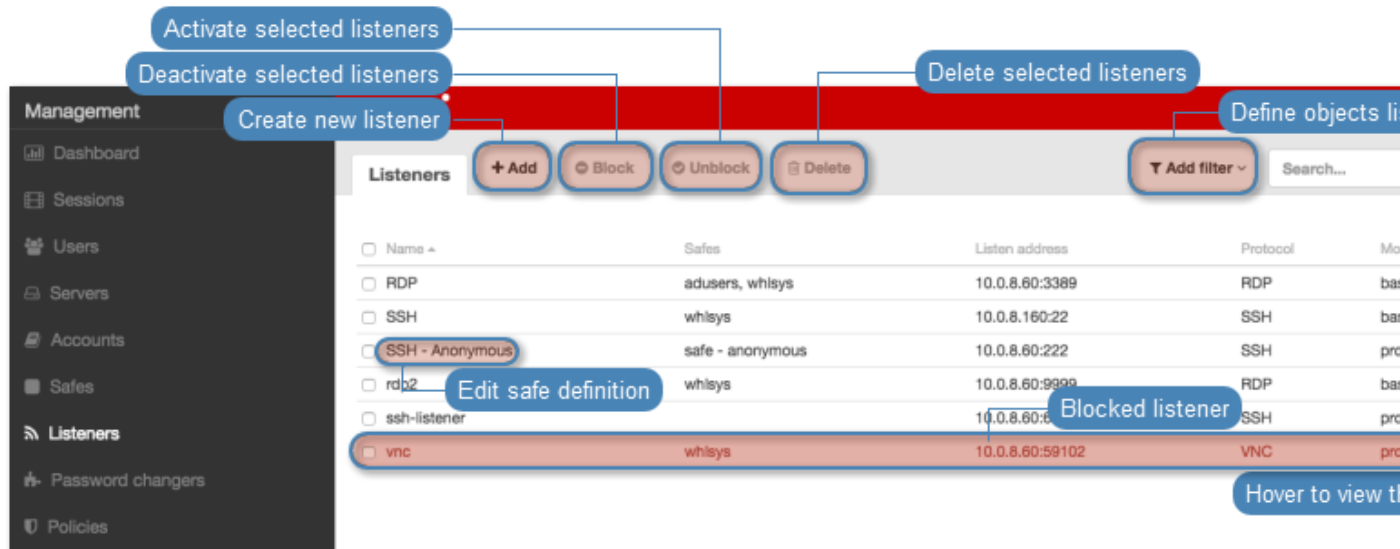 Activate selected listeners
Deactivate selected listeners
Delete selected listeners
Management
Create new listener
Define objects
Dashboard
Listeners
+ Add
Block
Unblock
Delete
Add filter
Search...
Sessions
Users
Name Safes Listen address Protocol
RDP adusers, whlsys 10.0.8.60:3389 RDP
Servers
SSH whlsys 10.0.8.160:22 SSH
Accounts
SSH - Anonymous safe - anonymous 10.0.8.60:222 SSH
Safes
rdp2 whlsys 10.0.8.60:9999 RDP
Edit safe definition
Blocked listener
ssh-listener SSH
Listeners
vnc whlsys 10.0.8.60:59102 VNC
Password changers
Hover to view
Policies